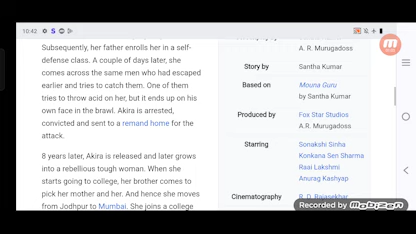 10:42
Subsequently, her father enrolls her in a self-
defense class. A couple of days later, she
comes across the same men who had escaped
earlier and tries to catch them. One of them
tries to throw acid on her, but it ends up on his
own face in the brawl. Akira is arrested,
convicted and sent to a remand home for the
attack.
8 years later, Akira is released and later grows
into a rebellious tough woman. When she
starts going to college, her brother comes to
pick her mother and her. And hence she moves
from Jodhpur to Mumbai. She joins a college
A. R. Murugadoss
Story by Santha Kumar
Based on Mouna Guru
by Santha Kumar
Produced by Fox Star Studios
A.R. Murugadoss
Starring Sonakshi Sinha
Konkana Sen Sharma
Raai Lakshmi
Anurag Kashyap
Cinematography R. D. Rajasekhar
Recorded by Mobizen